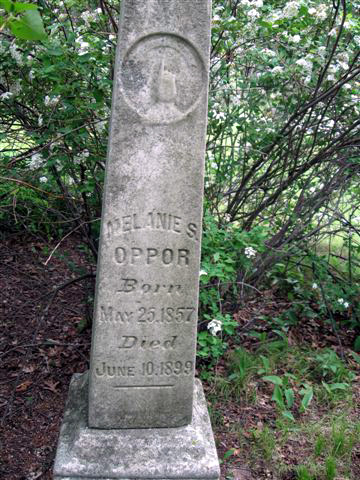 MELANIE S.
OPPOR
Born
MAY 25. 1857
Died
JUNE 10. 1899